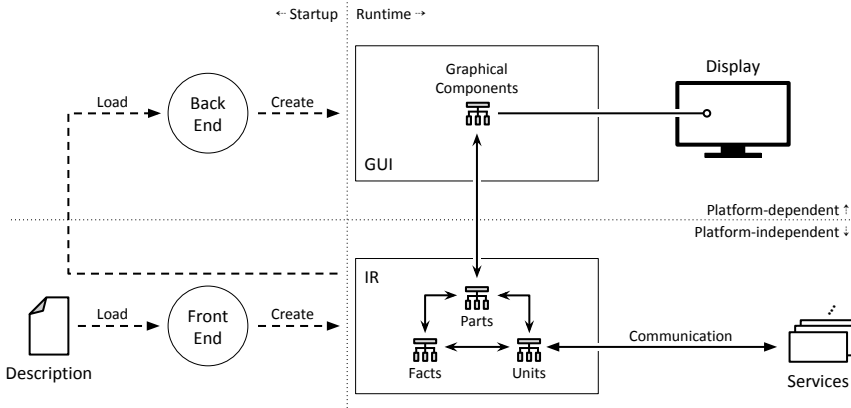 ← Startup
Runtime →
Graphical
Components
Display
Load
Back
End
Create
GUI
Platform-dependent ↑
Platform-independent ↓
IR
Load
Front
End
Create
Parts
Communication
Facts
Units
Description
Services